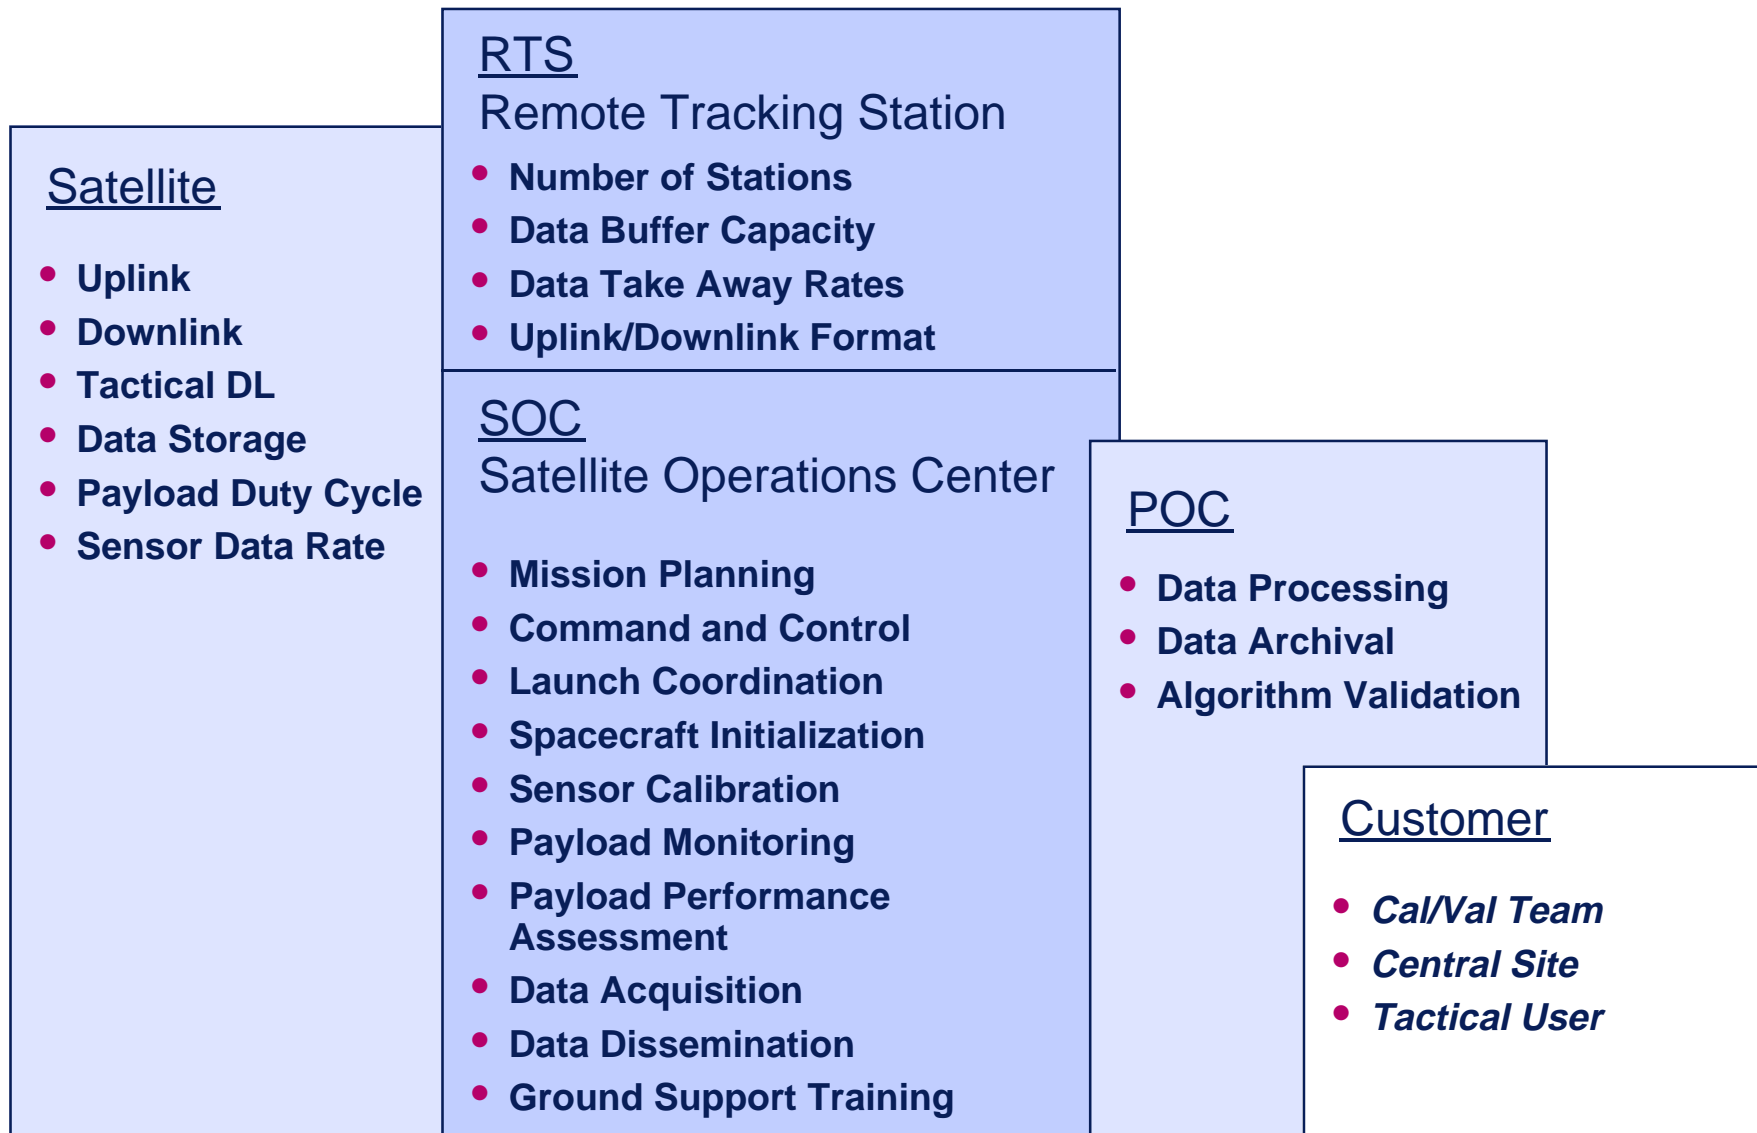 Satellite
• Uplink
• Downlink
• Tactical DL
• Data Storage
• Payload Duty Cycle
• Sensor Data Rate
RTS
Remote Tracking Station
• Number of Stations
• Data Buffer Capacity
• Data Take Away Rates
• Uplink/Downlink Format
SOC
Satellite Operations Center
• Mission Planning
• Command and Control
• Launch Coordination
• Spacecraft Initialization
• Sensor Calibration
• Payload Monitoring
• Payload Performance
Assessment
• Data Acquisition
• Data Dissemination
• Ground Support Training
POC
• Data Processing
• Data Archival
• Algorithm Validation
Customer
• Cal/Val Team
• Central Site
• Tactical User